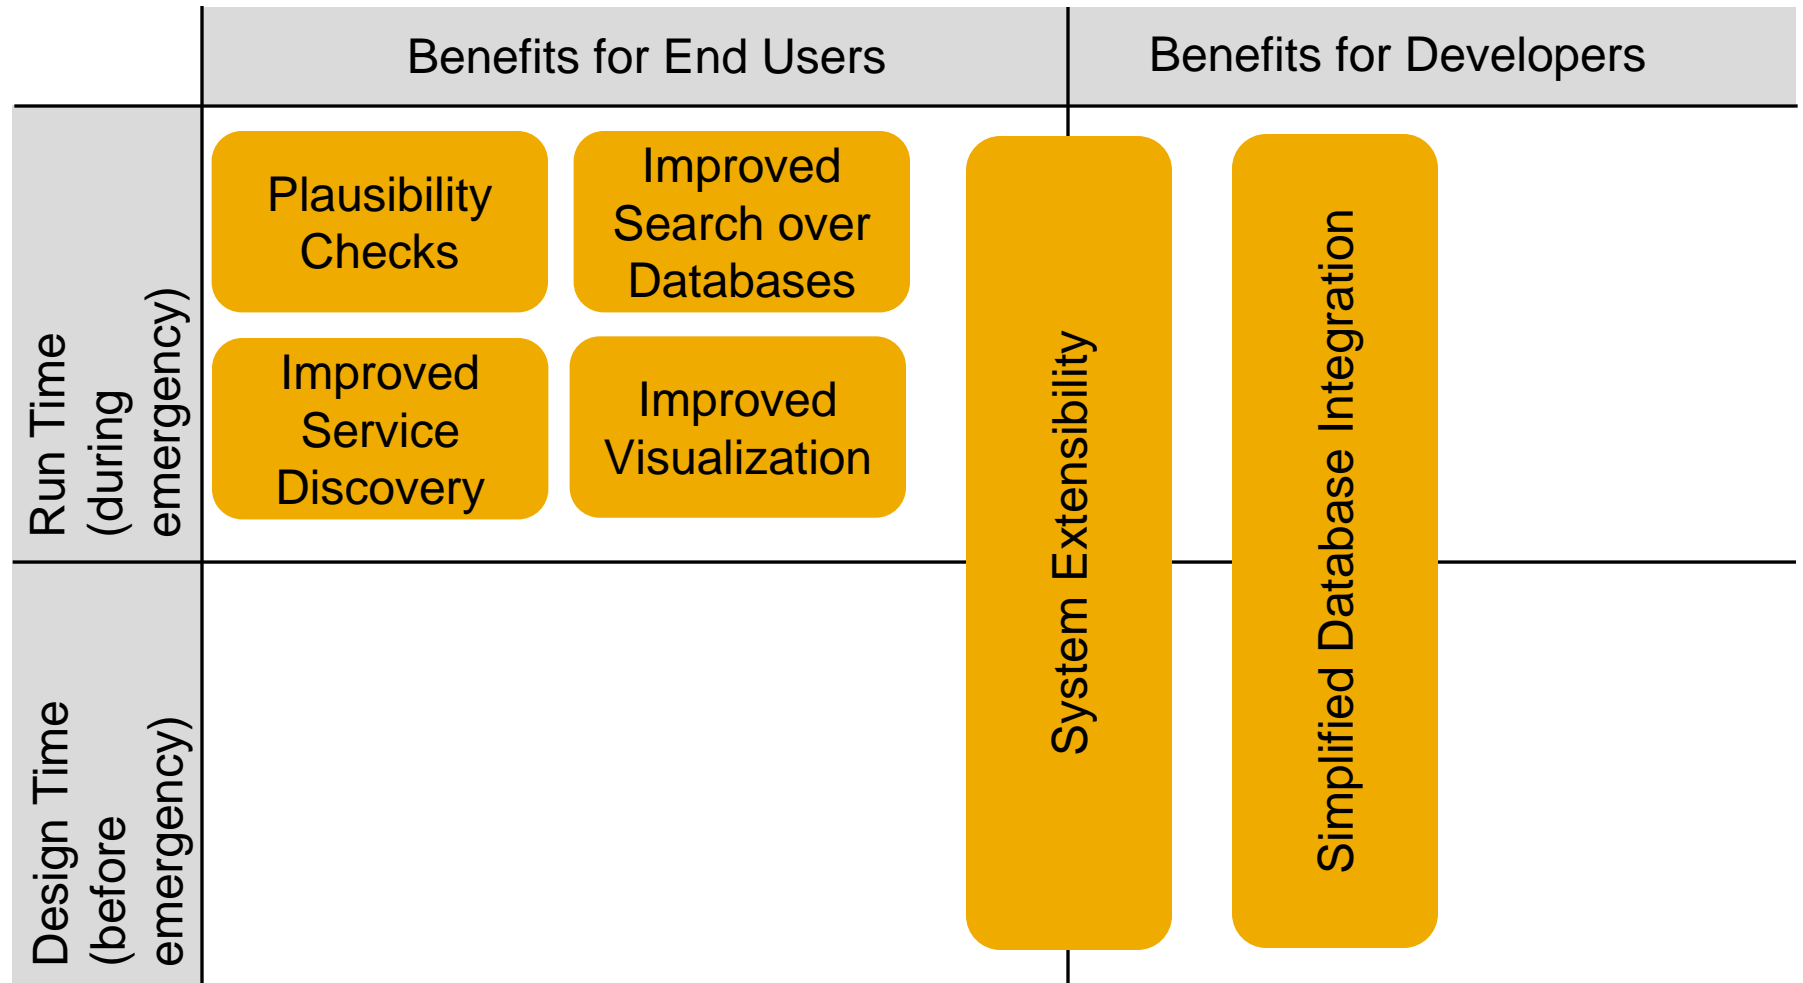 Benefits for End Users
Benefits for Developers
Run Time
(during
emergency)
Plausibility
Checks
Improved
Search over
Databases
Improved
Service
Discovery
Improved
Visualization
System Extensibility
Simplified Database Integration
Design Time
(before
emergency)